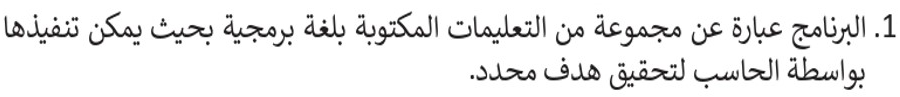 1. البرنامج عبارة عن مجموعة من التعليمات المكتوبة بلغة برمجية بحيث يمكن تنفيذها
بواسطة الحاسب لتحقيق هدف محدد.